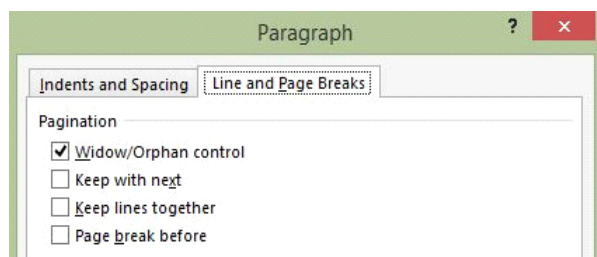 Paragraph ? ×
Indents and Spacing Line and Page Breaks
Pagination
Widow/Orphan control
Keep with next
Keep lines together
Page break before